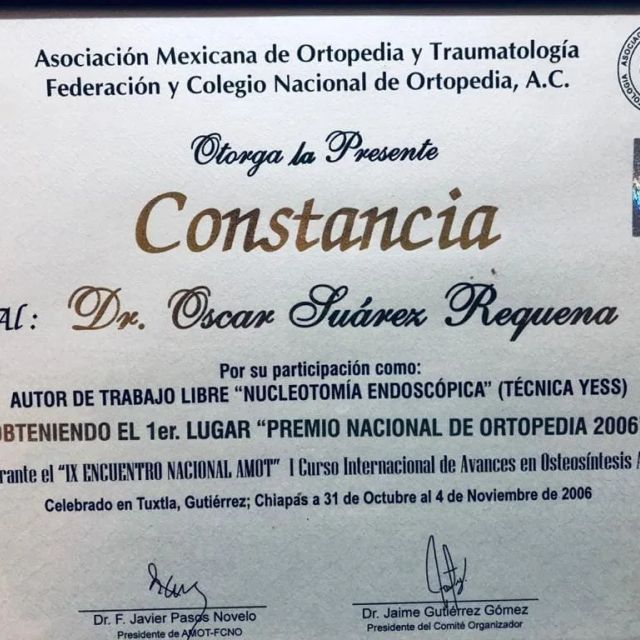 Asociación Mexicana de Ortopedia y Traumatología
Federación y Colegio Nacional de Ortopedia, A.C.
Otorga la Presente
Constancia
Al: Dr. Oscar Suárez Requena
Por su participación como:
AUTOR DE TRABAJO LIBRE “NUCLEOTOMÍA ENDOSCÓPICA” (TÉCNICA YESS)
OBTENIENDO EL 1er. LUGAR “PREMIO NACIONAL DE ORTOPEDIA 2006”
rante el “IX ENCUENTRO NACIONAL AMOT” I Curso Internacional de Avances en Osteosíntesis A
Celebrado en Tuxtla, Gutiérrez; Chiapas a 31 de Octubre al 4 de Noviembre de 2006
Dr. F. Javier Pasos Novelo
Presidente de AMOT-FCNO
Dr. Jaime Gutiérrez Gómez
Presidente del Comité Organizador